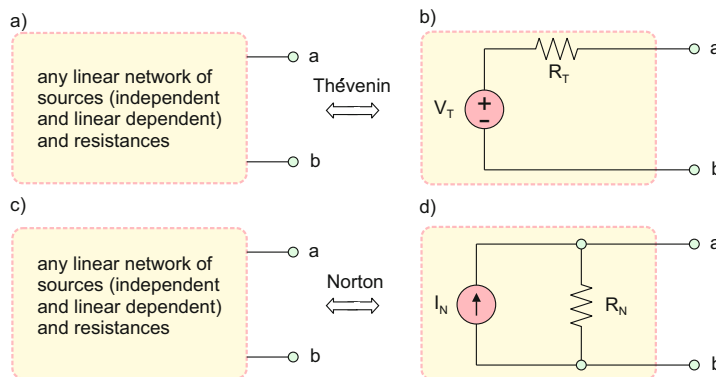 a)
any linear network of
sources (independent
and linear dependent)
and resistances
a
b
Thévenin
b)
R_T
V_T
+
−
a
b
c)
any linear network of
sources (independent
and linear dependent)
and resistances
a
b
Norton
d)
I_N
R_N
a
b